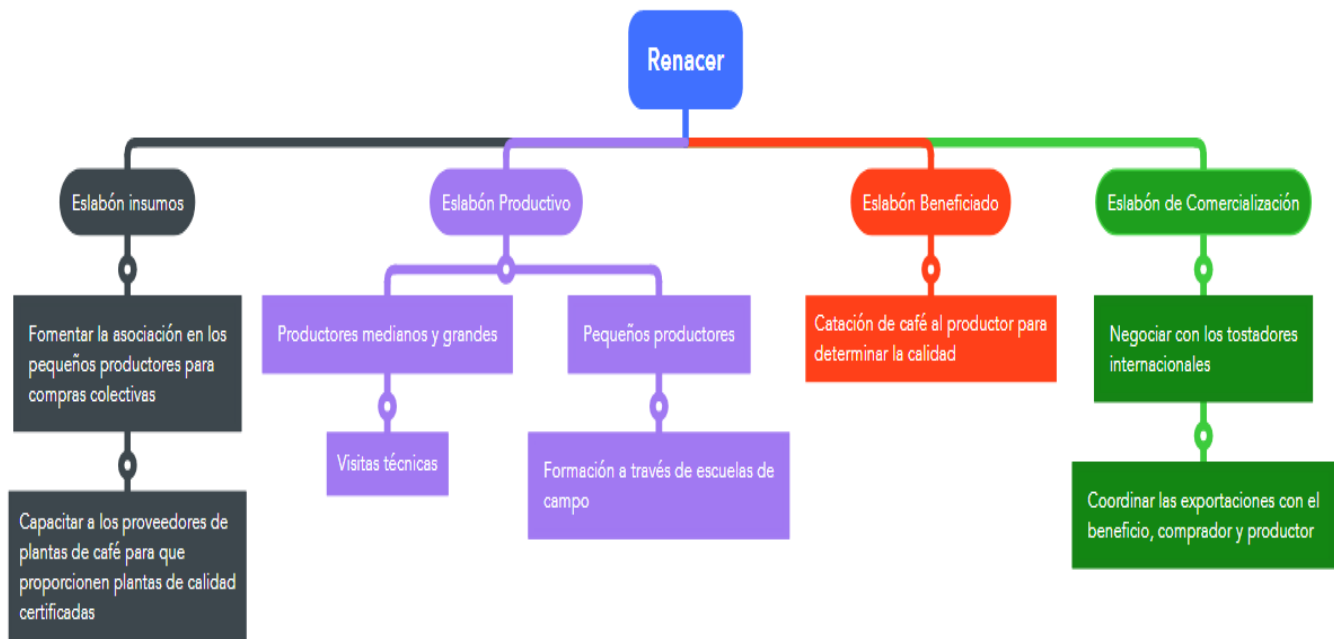 Renacer
Eslabón insumos
Eslabón Productivo
Eslabón Beneficiado
Eslabón de Comercialización
Fomentar la asociación en los
pequeños productores para
compras colectivas
Capacitar a los proveedores de
plantas de café para que
proporcionen plantas de calidad
certificadas
Productores medianos y grandes
Visitas técnicas
Pequeños productores
Formación a través de escuelas de
campo
Catación de café al productor para
determinar la calidad
Negociar con los tostadores
internacionales
Coordinar las exportaciones con el
beneficio, comprador y productor